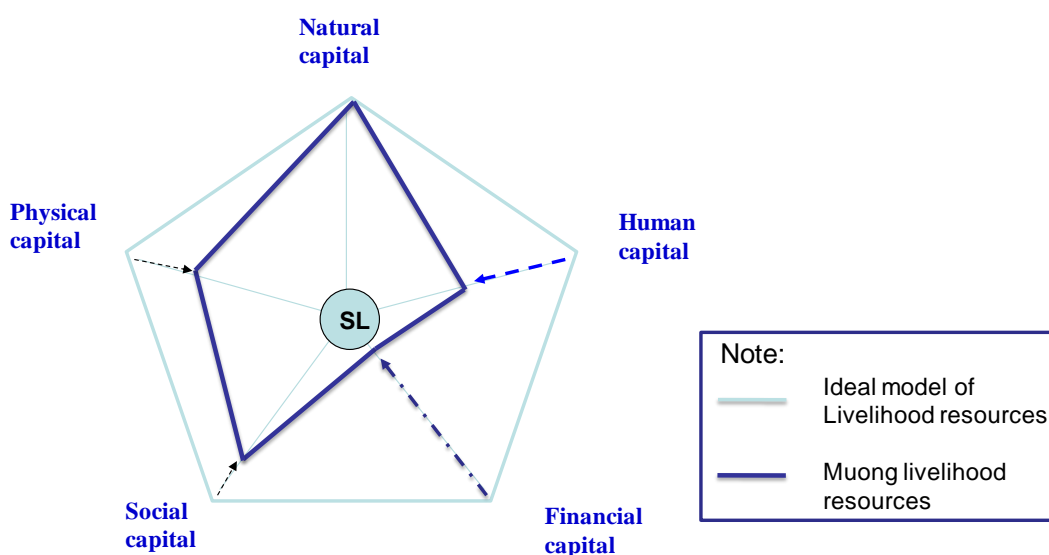 Natural
capital
Physical
capital
Human
capital
SL
Social
capital
Financial
capital
Note:
Ideal model of
Livelihood resources
Muong livelihood
resources